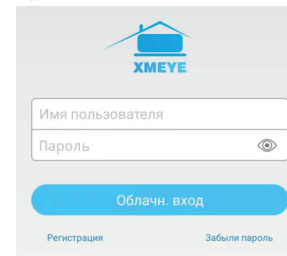 XMEYE
Имя пользователя
Пароль
Облачн. вход
Регистрация Забыли пароль